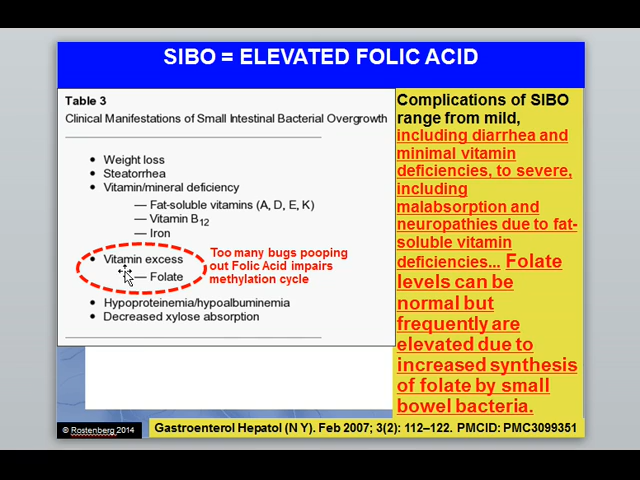 SIBO = ELEVATED FOLIC ACID
Table 3
Clinical Manifestations of Small Intestinal Bacterial Overgrowth
• Weight loss
• Steatorrhea
• Vitamin/mineral deficiency
— Fat-soluble vitamins (A, D, E, K)
— Vitamin B12
— Iron
• Vitamin excess
— Folate
• Hypoproteinemia/hypoalbuminemia
• Decreased xylose absorption
Too many bugs pooping
out Folic Acid impairs
methylation cycle
Complications of SIBO
range from mild,
including diarrhea and
minimal vitamin
deficiencies, to severe,
including
malabsorption and
neuropathies due to fat-
soluble vitamin
deficiencies... Folate
levels can be
normal but
frequently are
elevated due to
increased synthesis
of folate by small
bowel bacteria.
© Rostenberg 2014
Gastroenterol Hepatol (N Y). Feb 2007; 3(2): 112–122. PMCID: PMC3099351